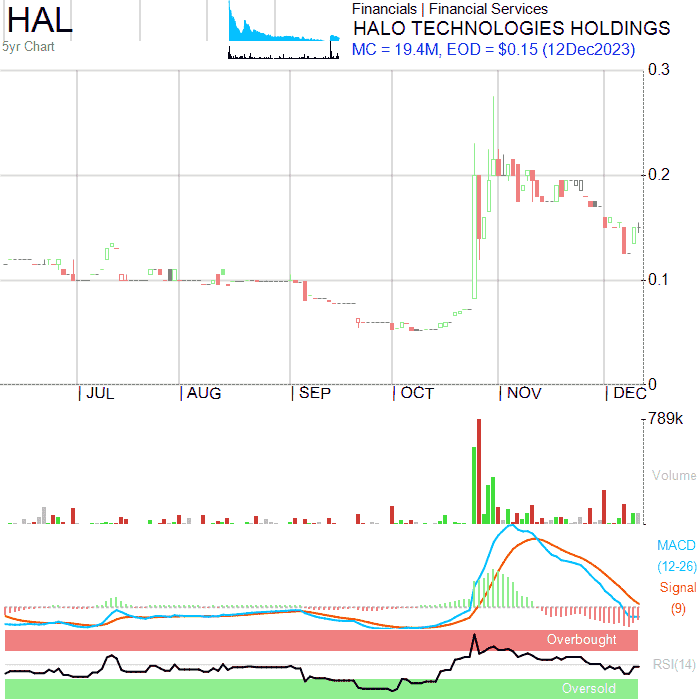 HAL
5yr Chart
Financials | Financial Services
HALO TECHNOLOGIES HOLDINGS
MC = 19.4M, EOD = $0.15 (12Dec2023)
0.3
0.2
0.1
0
JUL
AUG
SEP
OCT
NOV
DEC
789k
Volume
MACD
(12-26)
Signal
(9)
Overbought
RSI(14)
Oversold